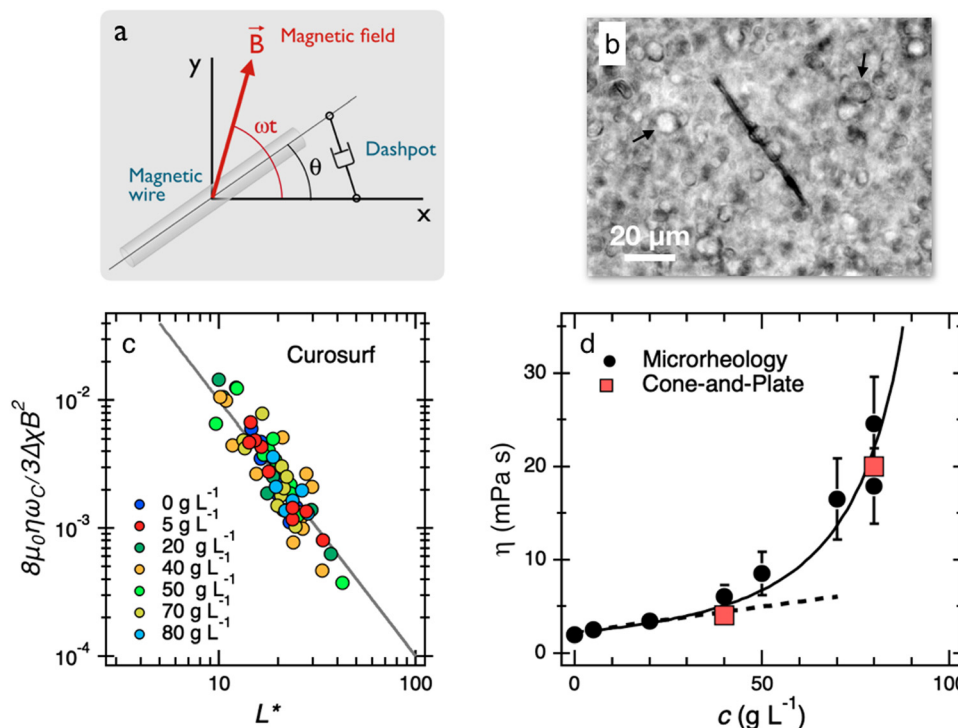 a
B
Magnetic field
y
ωt
Dashpot
Magnetic
wire
θ
x
b
20 µm
c
Curosurf
8μ₀ηω_C/3ΔχB²
10⁻²
10⁻³
10⁻⁴
0 g L⁻¹
5 g L⁻¹
20 g L⁻¹
40 g L⁻¹
50 g L⁻¹
70 g L⁻¹
80 g L⁻¹
10
100
L*
d
Microrheology
Cone-and-Plate
η (mPa s)
30
20
10
0
0
50
100
c (g L⁻¹)